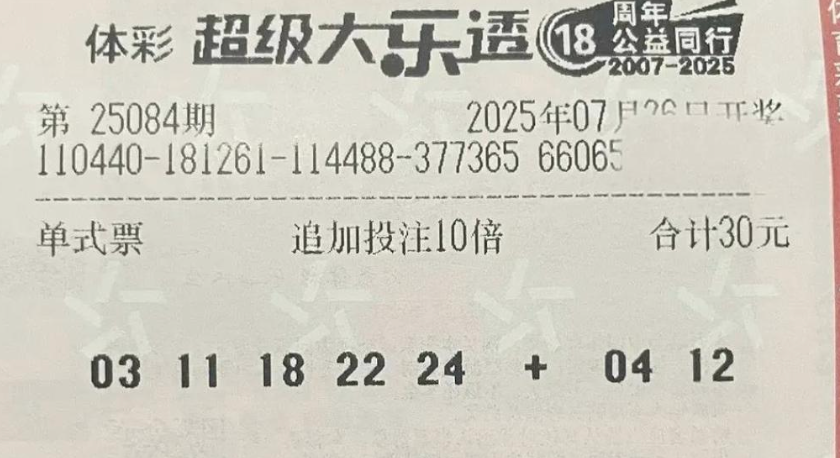 体彩 超级大乐透 18 周年
公益同行
2007-2025
第 25084期 2025年07月26日开奖
110440-181261-114488-377365 66065
单式票 追加投注10倍 合计30元
03 11 18 22 24 + 04 12